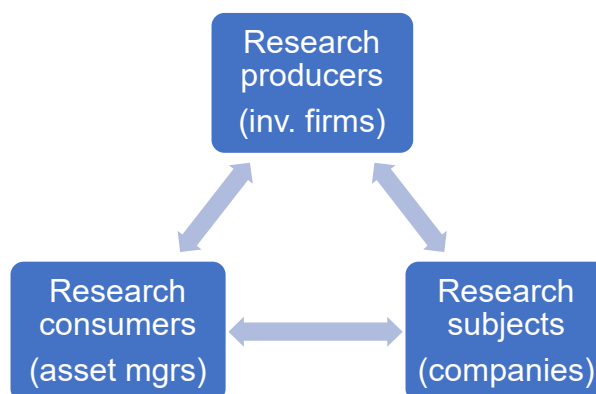 Research
producers
(inv. firms)
Research
consumers
(asset mgrs)
Research
subjects
(companies)